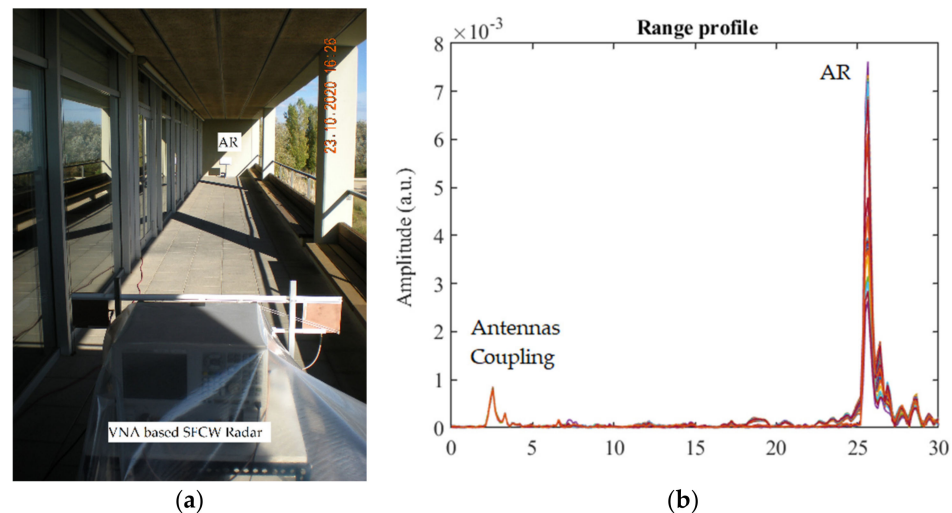 AR
23.10.2020 16:26
VNA based SFCW Radar
(a)
Range profile
×10⁻³
8
7
6
5
4
3
2
1
0
Amplitude (a.u.)
AR
Antennas
Coupling
0 5 10 15 20 25 30
(b)